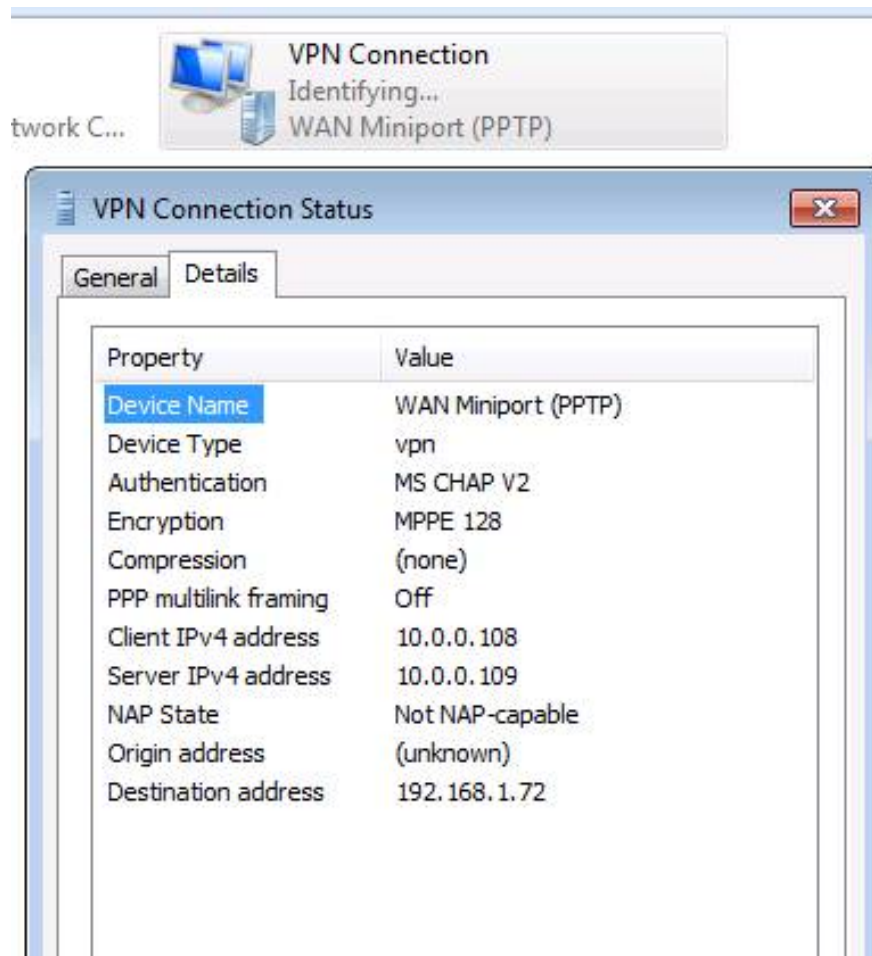 VPN Connection
Identifying...
twork C... WAN Miniport (PPTP)
VPN Connection Status
General Details
Property Value
Device Name WAN Miniport (PPTP)
Device Type vpn
Authentication MS CHAP V2
Encryption MPPE 128
Compression (none)
PPP multilink framing Off
Client IPv4 address 10.0.0.108
Server IPv4 address 10.0.0.109
NAP State Not NAP-capable
Origin address (unknown)
Destination address 192.168.1.72